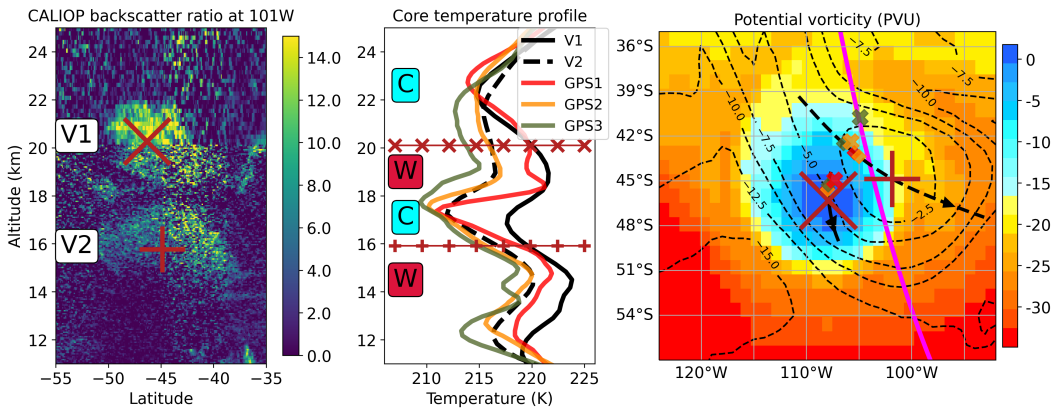 CALIOP backscatter ratio at 101W
Altitude (km)
24
22
20
18
16
14
12
V1
V2
−55
−50
−45
−40
−35
Latitude
14.0
12.0
10.0
8.0
6.0
4.0
2.0
0.0
Core temperature profile
24
22
20
18
16
14
12
C
W
C
W
V1
V2
GPS1
GPS2
GPS3
210
215
220
225
Temperature (K)
Potential vorticity (PVU)
36°S
39°S
42°S
45°S
48°S
51°S
54°S
−7.5
−7.5
−10.0
−10.0
−7.5
5.0
−12.5
−2.5
−15.0
120°W
110°W
100°W
0
−5
−10
−15
−20
−25
−30